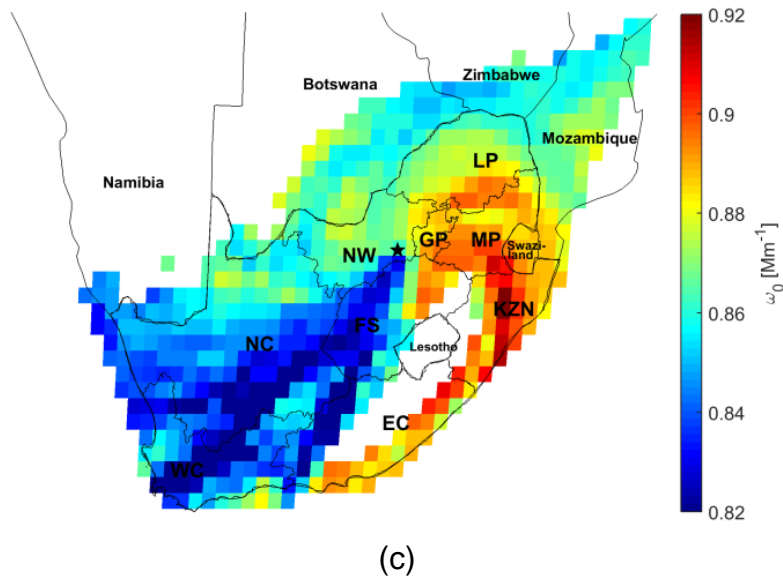 0.92
Zimbabwe
Botswana
0.9
Mozambique
LP
Namibia
0.88
NW
GP
MP
Swazi-
land
ω₀ [Mm⁻¹]
0.86
KZN
FS
NC
Lesotho
0.84
EC
WC
0.82
(c)